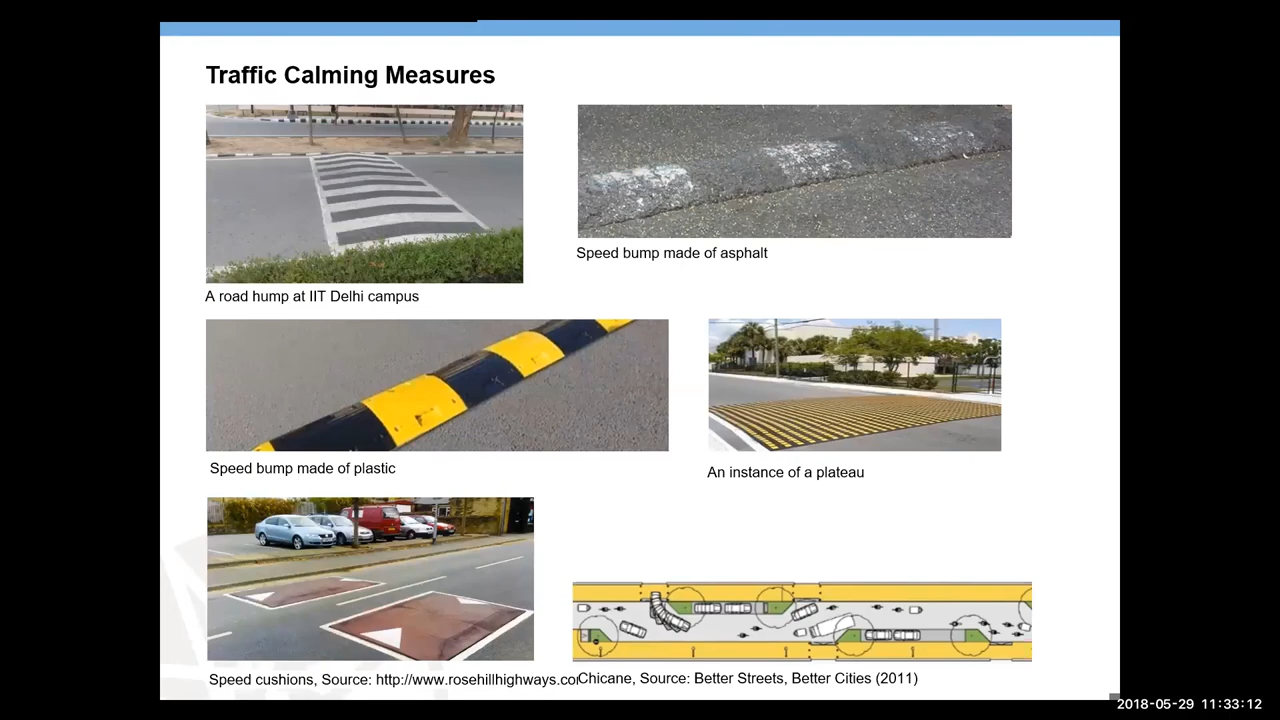 Traffic Calming Measures
Speed bump made of asphalt
A road hump at IIT Delhi campus
Speed bump made of plastic
An instance of a plateau
Speed cushions, Source: http://www.rosehillhighways.com
Chicane, Source: Better Streets, Better Cities (2011)
2018-05-29 11:33:12